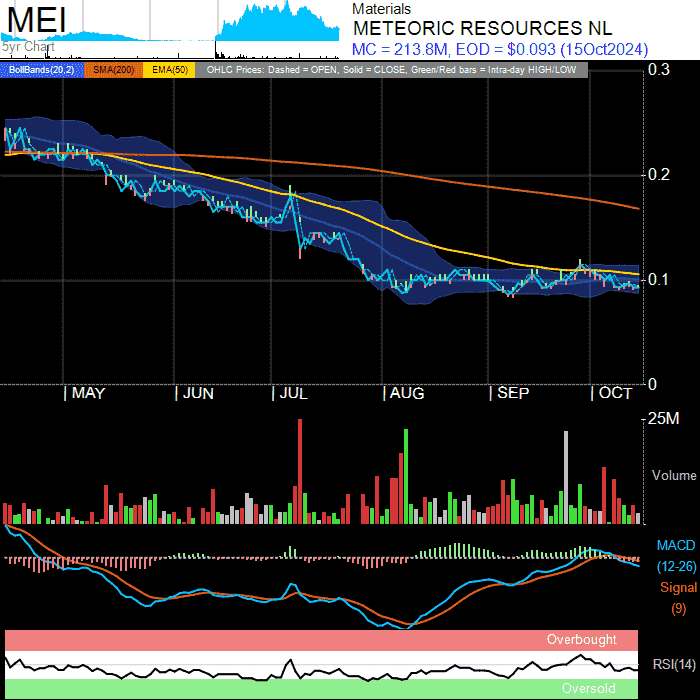 MEI
5yr Chart
Materials
METEORIC RESOURCES NL
MC = 213.8M, EOD = $0.093 (15Oct2024)
BollBands(20,2) SMA(200) EMA(50) OHLC Prices: Dashed = OPEN, Solid = CLOSE, Green/Red bars = Intra-day HIGH/LOW
0.3
0.2
0.1
0
| MAY | JUN | JUL | AUG | SEP | OCT
25M
Volume
MACD
(12-26)
Signal
(9)
Overbought
RSI(14)
Oversold